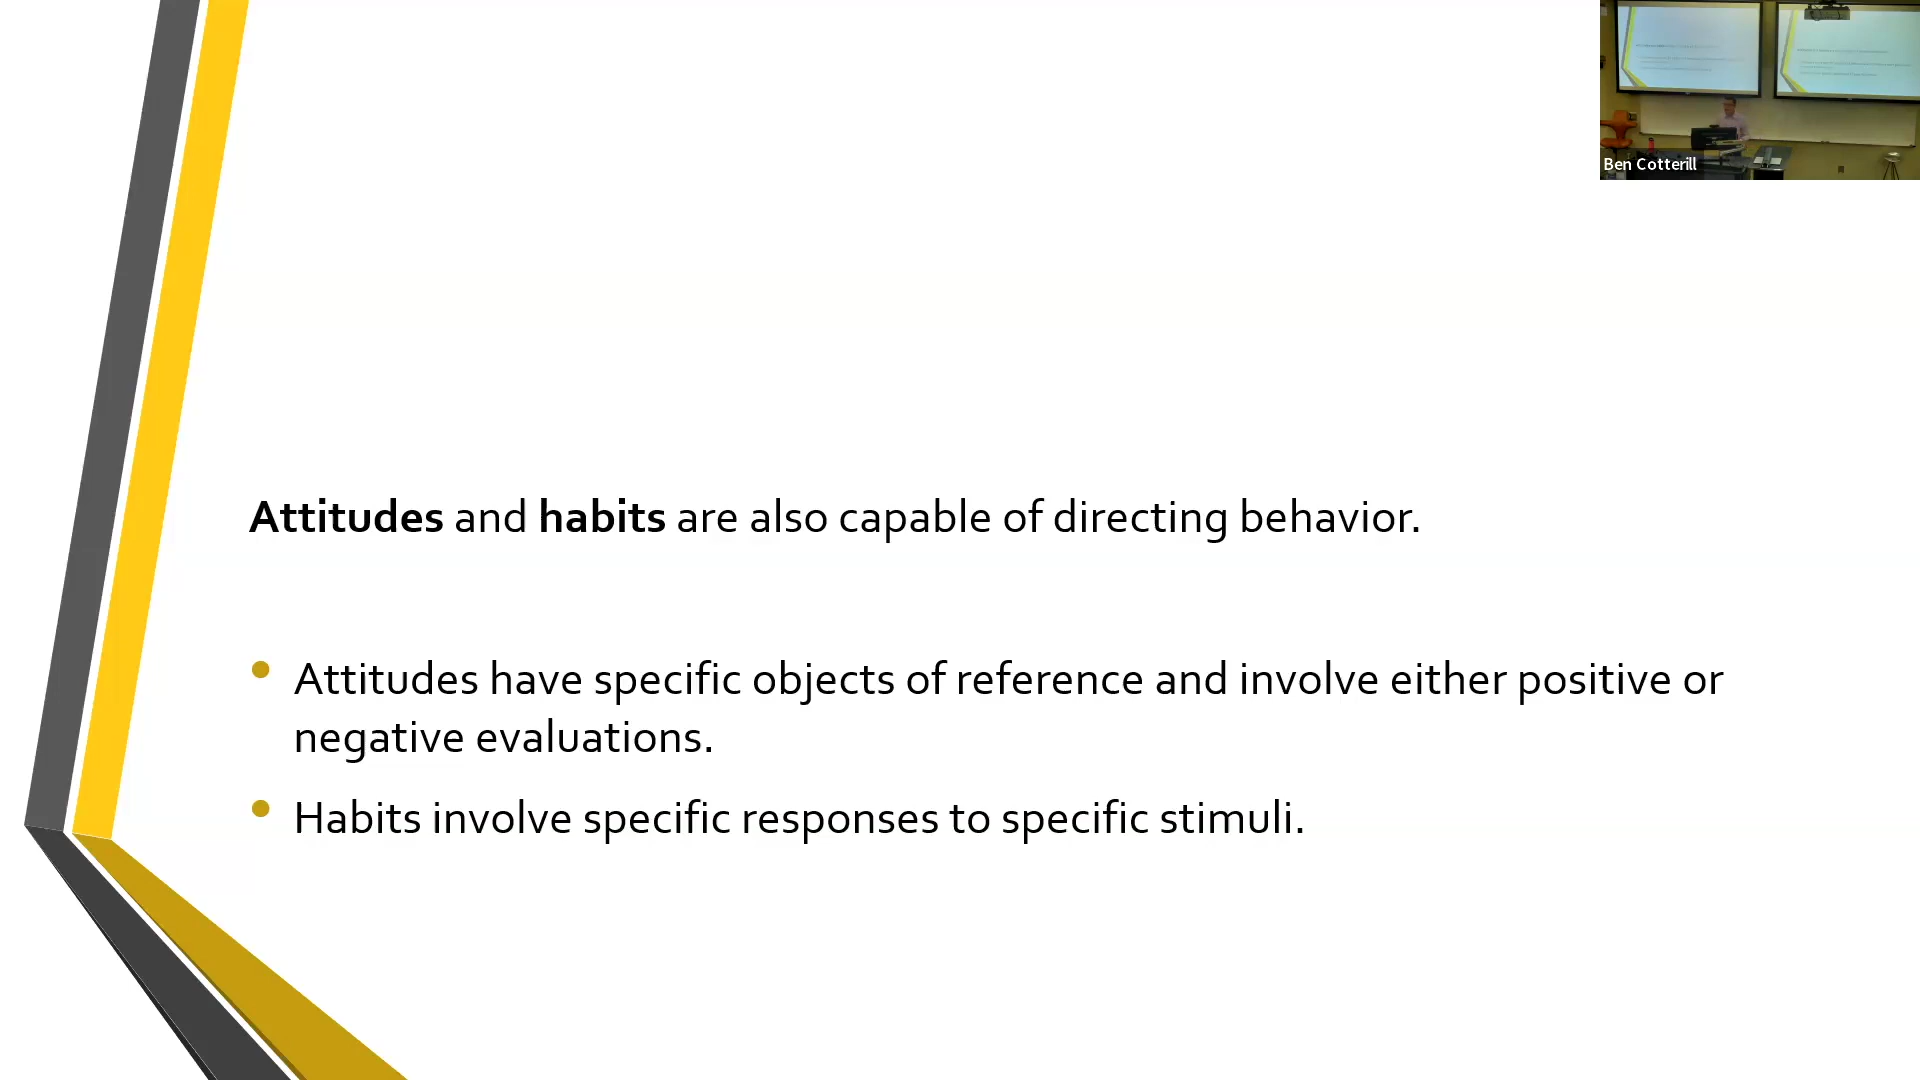 Ben Cotterill
Attitudes and habits are also capable of directing behavior.
• Attitudes have specific objects of reference and involve either positive or
negative evaluations.
• Habits involve specific responses to specific stimuli.